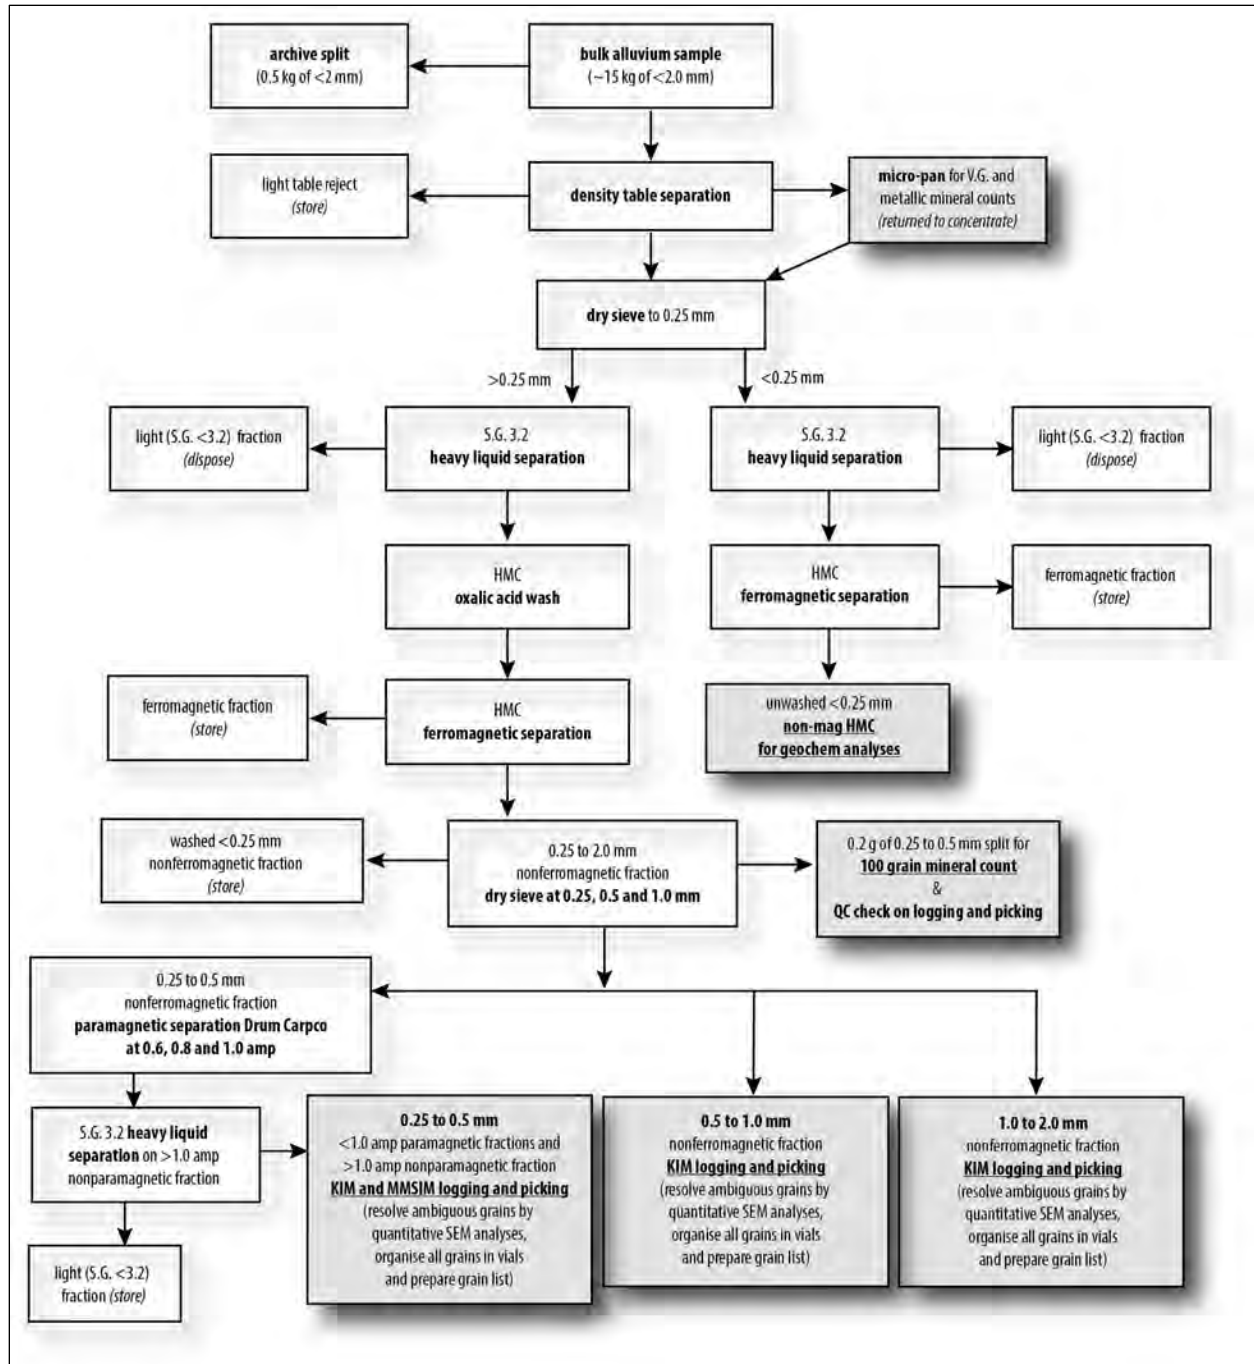 archive split
(0.5 kg of <2 mm)
bulk alluvium sample
(~15 kg of <2.0 mm)
light table reject
(store)
density table separation
micro-pan for V.G. and
metallic mineral counts
(returned to concentrate)
dry sieve to 0.25 mm
>0.25 mm
<0.25 mm
light (S.G. <3.2) fraction
(dispose)
S.G. 3.2
heavy liquid separation
S.G. 3.2
heavy liquid separation
light (S.G. <3.2) fraction
(dispose)
HMC
oxalic acid wash
HMC
ferromagnetic separation
ferromagnetic fraction
(store)
ferromagnetic fraction
(store)
HMC
ferromagnetic separation
unwashed <0.25 mm
non-mag HMC
for geochem analyses
washed <0.25 mm
nonferromagnetic fraction
(store)
0.25 to 2.0 mm
nonferromagnetic fraction
dry sieve at 0.25, 0.5 and 1.0 mm
0.2 g of 0.25 to 0.5 mm split for
100 grain mineral count
&
QC check on logging and picking
0.25 to 0.5 mm
nonferromagnetic fraction
paramagnetic separation Drum Carpco
at 0.6, 0.8 and 1.0 amp
S.G. 3.2 heavy liquid
separation on >1.0 amp
nonparamagnetic fraction
light (S.G. <3.2)
fraction (store)
0.25 to 0.5 mm
<1.0 amp paramagnetic fractions and
>1.0 amp nonparamagnetic fraction
KIM and MMSIM logging and picking
(resolve ambiguous grains by
quantitative SEM analyses,
organise all grains in vials
and prepare grain list)
0.5 to 1.0 mm
nonferromagnetic fraction
KIM logging and picking
(resolve ambiguous grains by
quantitative SEM analyses,
organise all grains in vials
and prepare grain list)
1.0 to 2.0 mm
nonferromagnetic fraction
KIM logging and picking
(resolve ambiguous grains by
quantitative SEM analyses,
organise all grains in vials
and prepare grain list)